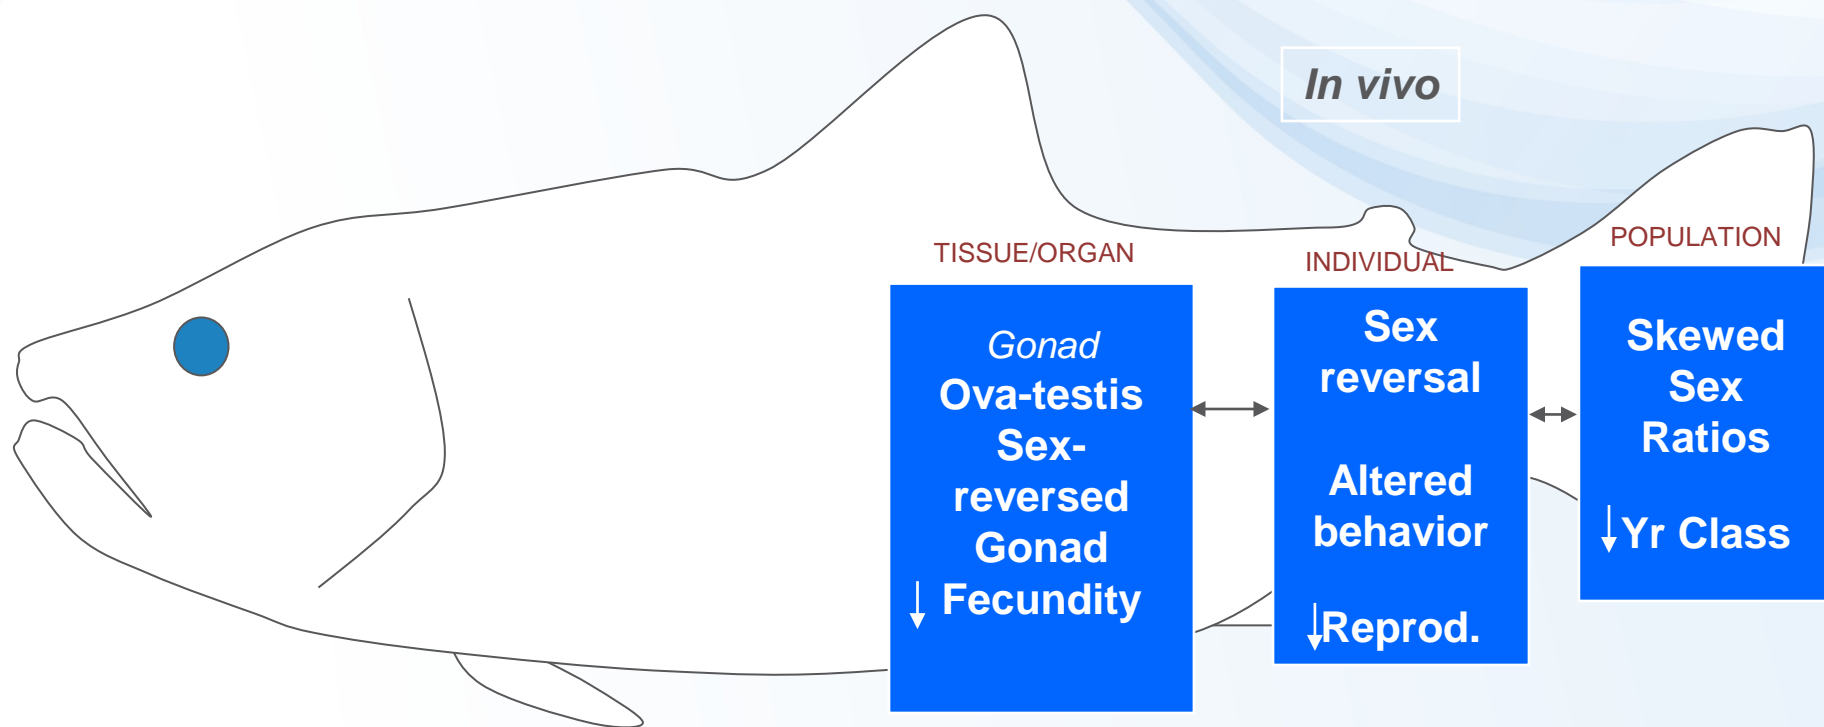 In vivo
TISSUE/ORGAN
Gonad
Ova-testis
Sex-
reversed
Gonad
↓ Fecundity
INDIVIDUAL
Sex
reversal
Altered
behavior
↓Reprod.
POPULATION
Skewed
Sex
Ratios
↓Yr Class